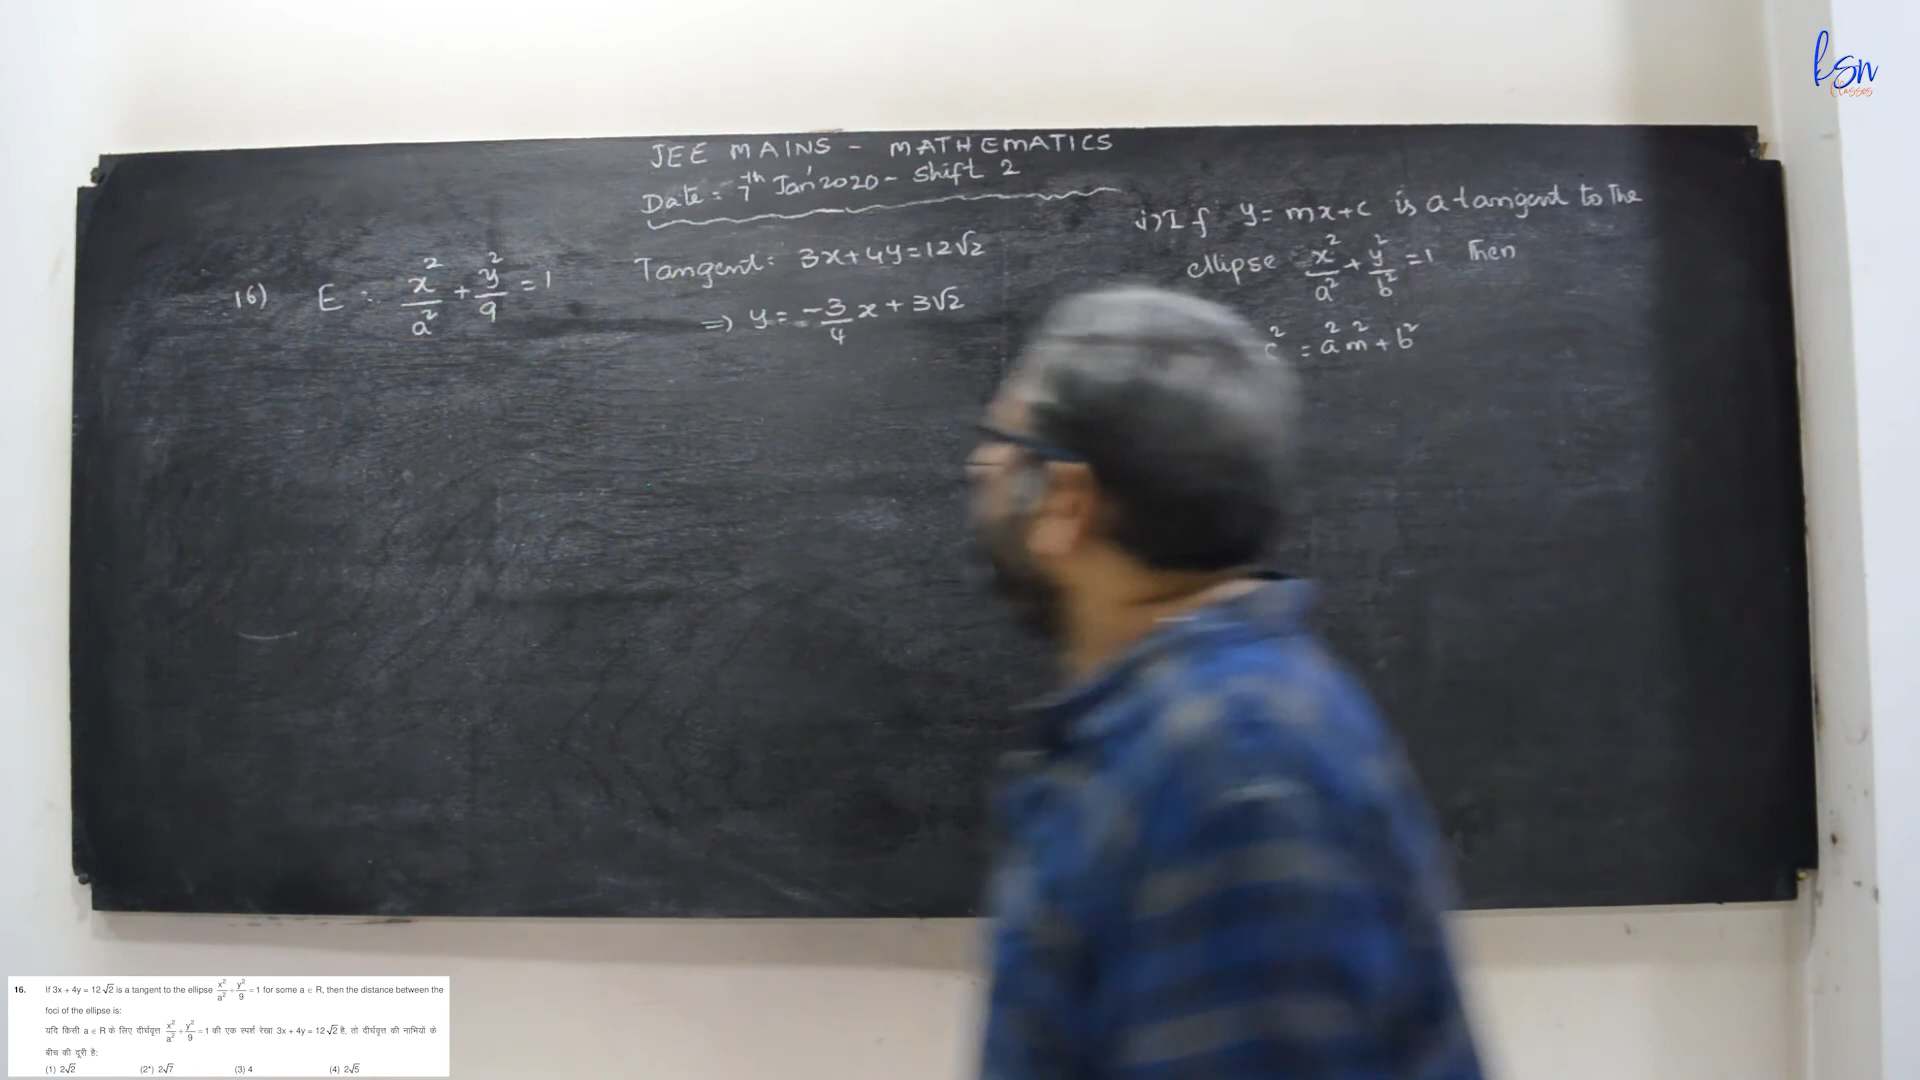 ksn
Classes
JEE MAINS - MATHEMATICS
Date: 7th Jan'2020 - Shift 2
16) E: x²/a² + y²/9 = 1
Tangent: 3x+4y=12√2
⇒ y = -3/4 x + 3√2
i) If y = mx+c is a tangent to the
ellipse x²/a² + y²/b² = 1 Then
c² = a²m² + b²
16. If 3x + 4y = 12√2 is a tangent to the ellipse x²/a² + y²/9 = 1 for some a ∈ R, then the distance between the
foci of the ellipse is:
यदि किसी a ∈ R के लिए दीर्घवृत्त x²/a² + y²/9 = 1 की एक स्पर्श रेखा 3x + 4y = 12√2 है, तो दीर्घवृत्त की नाभियों के
बीच की दूरी है:
(1) 2√2 (2*) 2√7 (3) 4 (4) 2√5